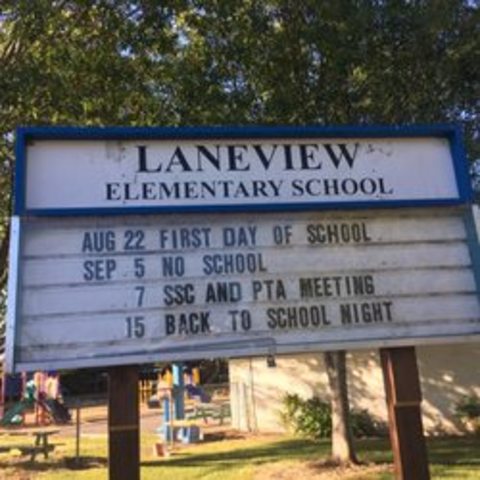 LANEVIEW
ELEMENTARY SCHOOL
AUG 22 FIRST DAY OF SCHOOL
SEP 5 NO SCHOOL
7 SSC AND PTA MEETING
15 BACK TO SCHOOL NIGHT